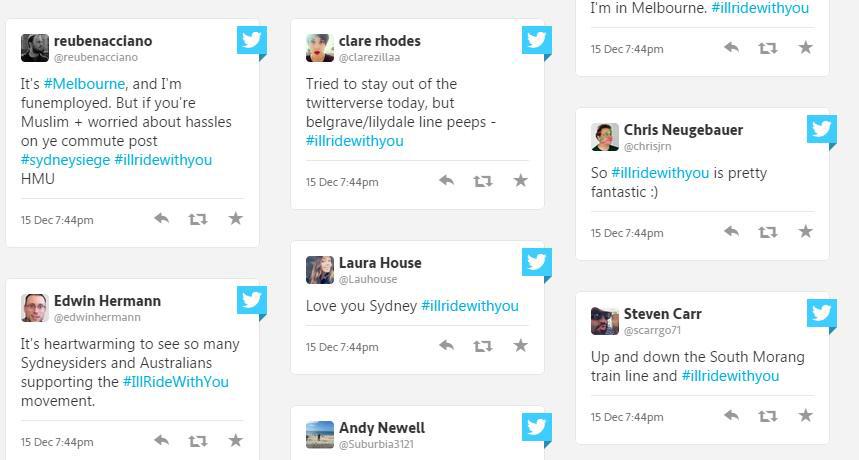 reubenacciano
@reubenacciano
It's #Melbourne, and I'm
funemployed. But if you're
Muslim + worried about hassles
on ye commute post
#sydneysiege #illridewithyou
HMU
15 Dec 7:44pm
Edwin Hermann
@edwinhermann
It's heartwarming to see so many
Sydneysiders and Australians
supporting the #IllRideWithYou
movement.
15 Dec 7:44pm
clare rhodes
@clarezillaa
Tried to stay out of the
twitterverse today, but
belgrave/lilydale line peeps -
#illridewithyou
15 Dec 7:44pm
Laura House
@Lauhouse
Love you Sydney #illridewithyou
15 Dec 7:44pm
Andy Newell
@Suburbia3121
I'm in Melbourne. #illridewithyou
15 Dec 7:44pm
Chris Neugebauer
@chrisjrn
So #illridewithyou is pretty
fantastic :)
15 Dec 7:44pm
Steven Carr
@scarrgo71
Up and down the South Morang
train line and #illridewithyou
15 Dec 7:44pm